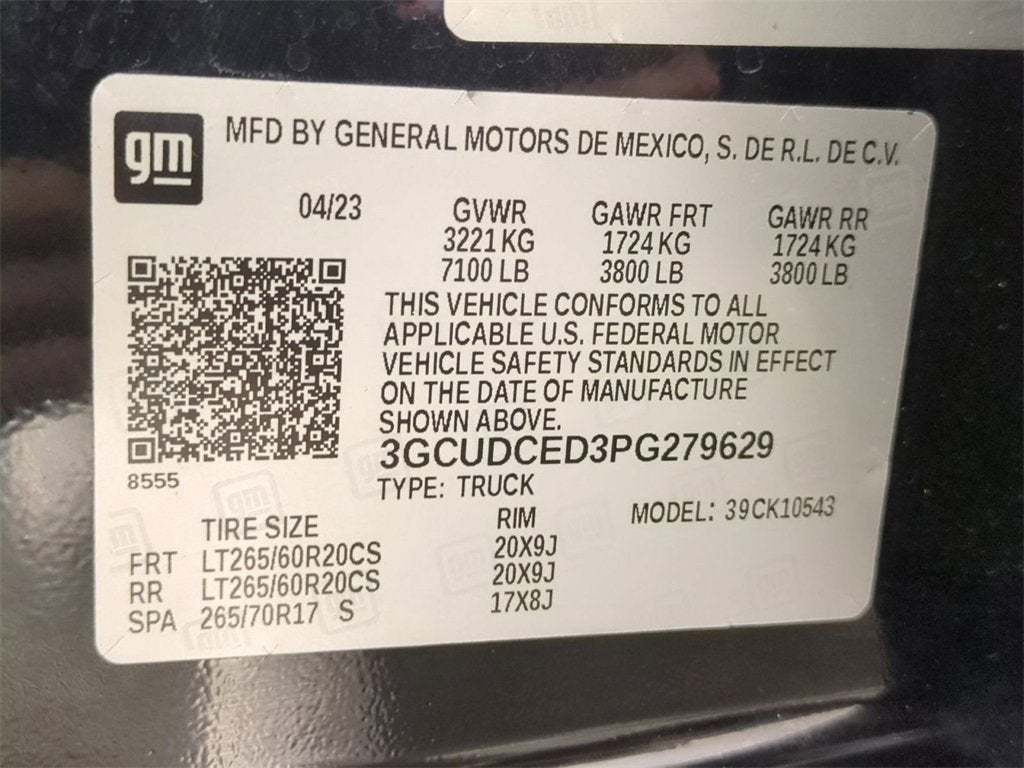 gm
MFD BY GENERAL MOTORS DE MEXICO, S. DE R.L. DE C.V.
04/23 GVWR GAWR FRT GAWR RR
3221 KG 1724 KG 1724 KG
7100 LB 3800 LB 3800 LB
THIS VEHICLE CONFORMS TO ALL
APPLICABLE U.S. FEDERAL MOTOR
VEHICLE SAFETY STANDARDS IN EFFECT
ON THE DATE OF MANUFACTURE
SHOWN ABOVE.
3GCUDCED3PG279629
8555
TYPE: TRUCK
MODEL: 39CK10543
TIRE SIZE RIM
FRT LT265/60R20CS 20X9J
RR LT265/60R20CS 20X9J
SPA 265/70R17 S 17X8J